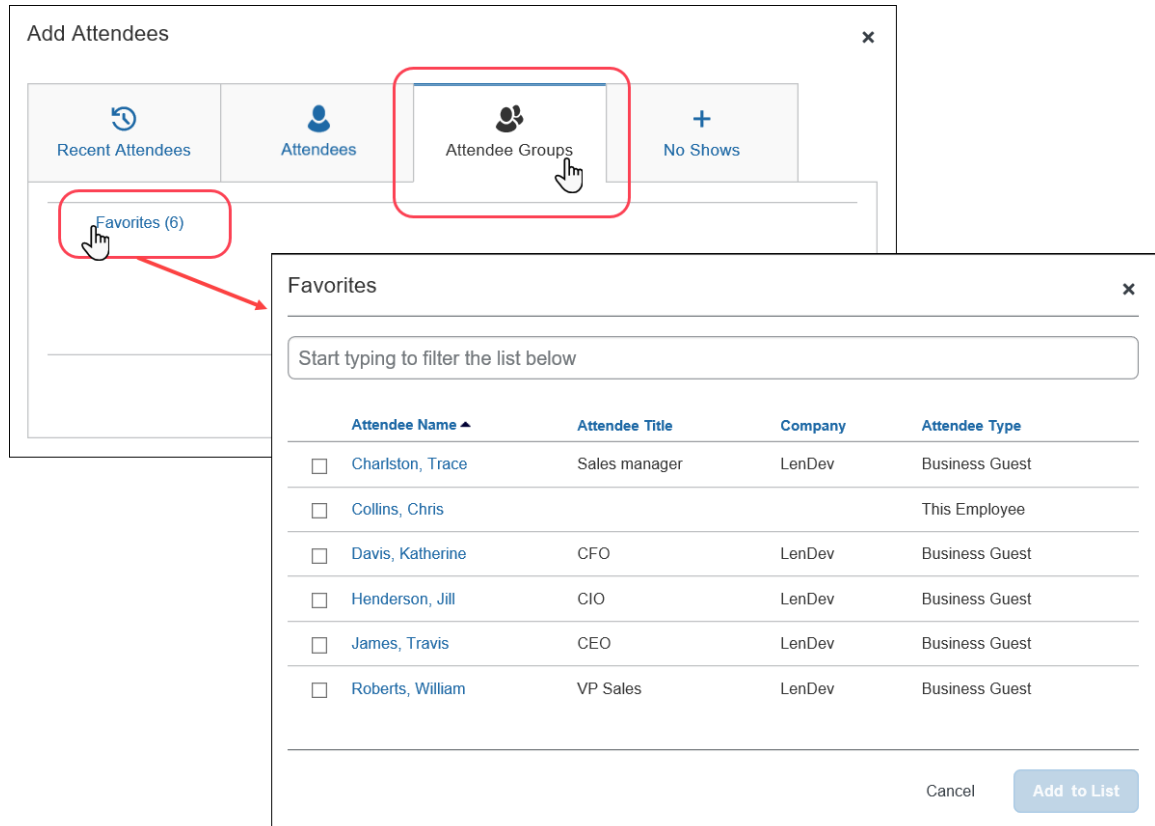 Add Attendees
Recent Attendees Attendees Attendee Groups No Shows
Favorites (6)
Favorites
Start typing to filter the list below
Attendee Name Attendee Title Company Attendee Type
Charlston, Trace Sales manager LenDev Business Guest
Collins, Chris This Employee
Davis, Katherine CFO LenDev Business Guest
Henderson, Jill CIO LenDev Business Guest
James, Travis CEO LenDev Business Guest
Roberts, William VP Sales LenDev Business Guest
Cancel Add to List